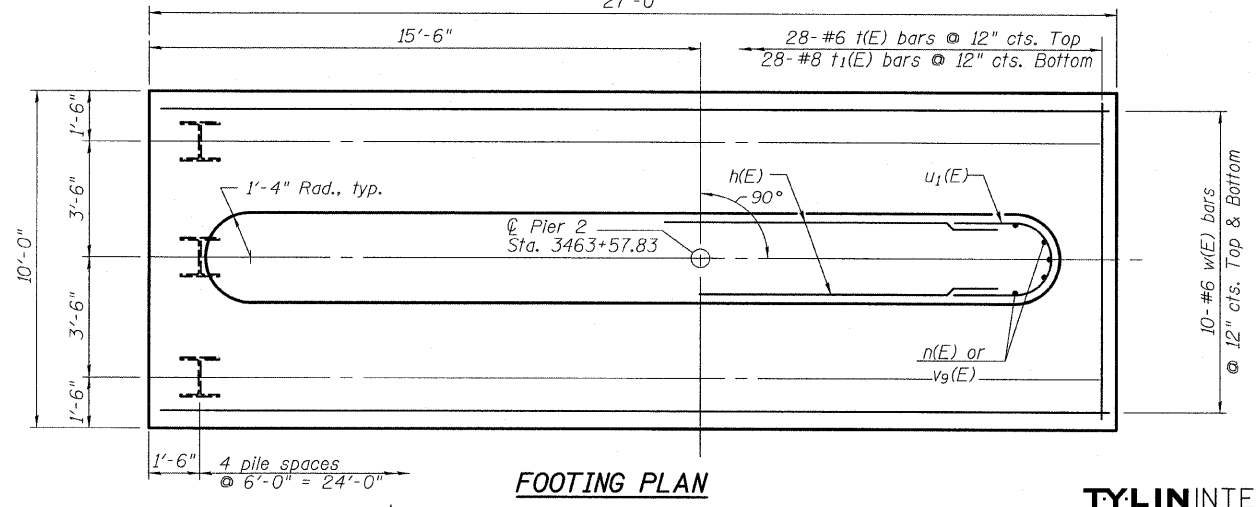 27'-0"
15'-6"
28- #6 t(E) bars @ 12" cts. Top
28- #8 t₁(E) bars @ 12" cts. Bottom
1'-6"
3'-6"
3'-6"
1'-6"
10'-0"
1'-4" Rad., typ.
h(E)
90°
u₁(E)
℄ Pier 2
Sta. 3463+57.83
n(E) or
v₉(E)
10- #6 w(E) bars
@ 12" cts. Top & Bottom
1'-6"
4 pile spaces
@ 6'-0" = 24'-0"
FOOTING PLAN
TYLININTE